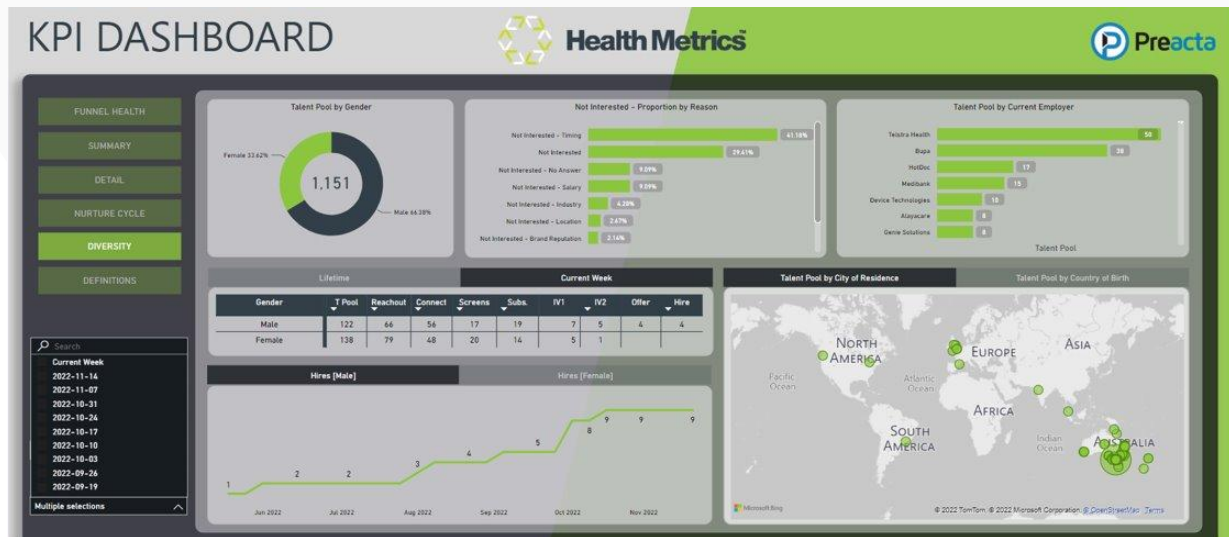 KPI DASHBOARD
Health Metrics
Preacta
FUNNEL HEALTH
SUMMARY
DETAIL
NURTURE CYCLE
DIVERSITY
DEFINITIONS
Search
Current Week
2022-11-14
2022-11-07
2022-10-31
2022-10-24
2022-10-17
2022-10-10
2022-10-03
2022-09-26
2022-09-19
Multiple selections
Talent Pool by Gender
Female 33.62%
1,151
Male 66.38%
Not Interested - Proportion by Reason
Not Interested - Timing 41.18%
Not Interested 29.41%
Not Interested - No Answer 9.09%
Not Interested - Salary 9.09%
Not Interested - Industry 4.28%
Not Interested - Location 2.67%
Not Interested - Brand Reputation 2.14%
Talent Pool by Current Employer
Telstra Health 50
Bupa 38
HotDoc 17
Medibank 15
Device Technologies 10
Alayacare 8
Genie Solutions 8
Talent Pool
Lifetime Current Week
Gender T Pool Reachout Connect Screens Subs. IV1 IV2 Offer Hire
Male 122 66 56 17 19 7 5 4 4
Female 138 79 48 20 14 5 1
Hires [Male] Hires [Female]
1 2 2 3 4 5 8 9 9 9
Jun 2022 Jul 2022 Aug 2022 Sep 2022 Oct 2022 Nov 2022
Talent Pool by City of Residence Talent Pool by Country of Birth
NORTH
AMERICA
EUROPE
ASIA
Pacific
Ocean
Atlantic
Ocean
AFRICA
SOUTH
AMERICA
Indian
Ocean
AUSTRALIA
Microsoft Bing
© 2022 TomTom, © 2022 Microsoft Corporation, © OpenStreetMap Terms